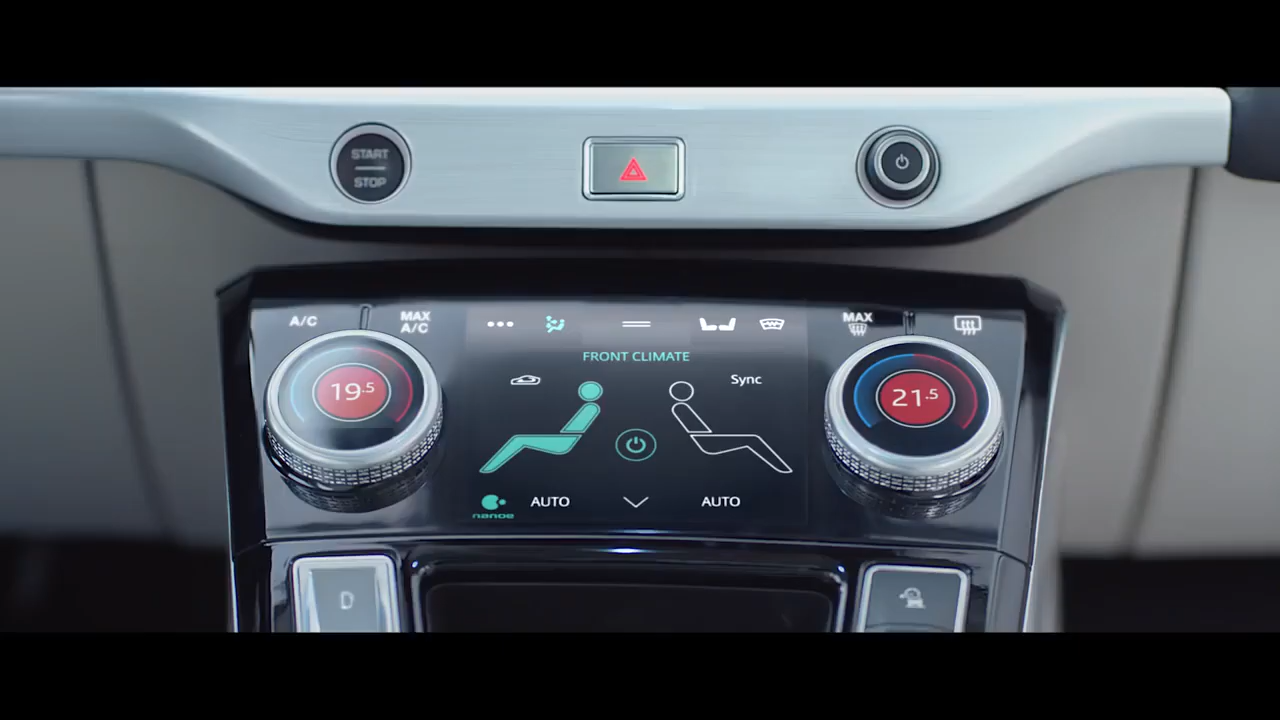 START
STOP
A/C
MAX
A/C
MAX
FRONT CLIMATE
19.5
Sync
21.5
nanoe
AUTO
AUTO
D